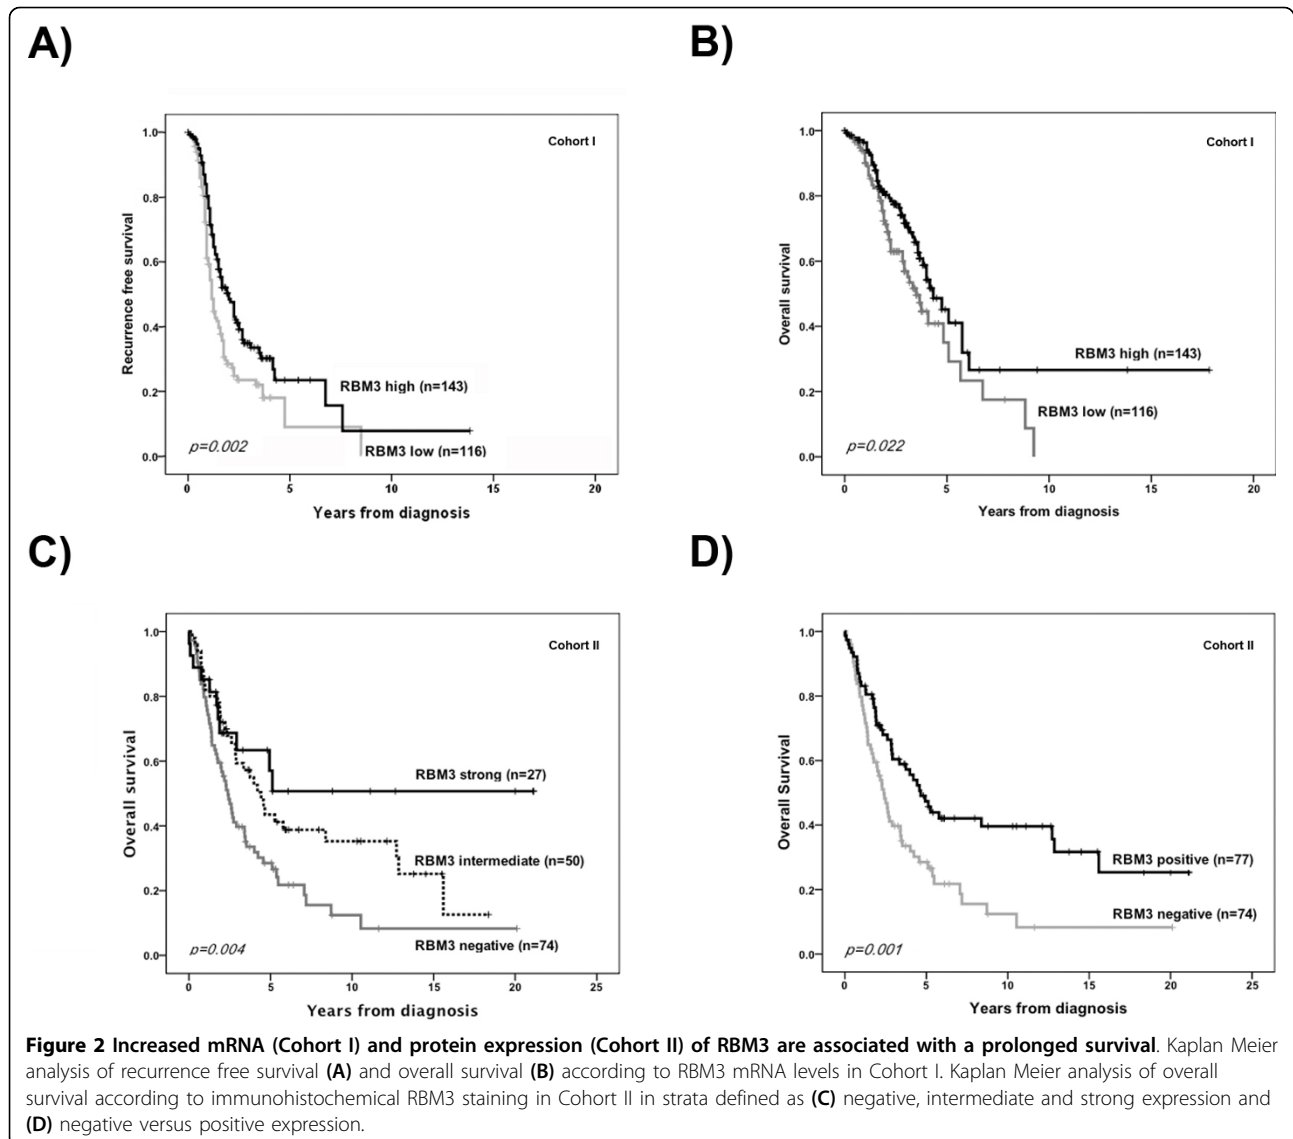 A)
Cohort I
Recurrence free survival
1.0
0.8
0.6
0.4
0.2
0.0
RBM3 high (n=143)
RBM3 low (n=116)
p=0.002
0 5 10 15 20
Years from diagnosis
B)
Cohort I
Overall survival
1.0
0.8
0.6
0.4
0.2
0.0
RBM3 high (n=143)
RBM3 low (n=116)
p=0.022
0 5 10 15 20
Years from diagnosis
C)
Cohort II
Overall survival
1.0
0.8
0.6
0.4
0.2
0.0
RBM3 strong (n=27)
RBM3 intermediate (n=50)
RBM3 negative (n=74)
p=0.004
0 5 10 15 20 25
Years from diagnosis
D)
Cohort II
Overall Survival
1.0
0.8
0.6
0.4
0.2
0.0
RBM3 positive (n=77)
RBM3 negative (n=74)
p=0.001
0 5 10 15 20 25
Years from diagnosis
Figure 2 Increased mRNA (Cohort I) and protein expression (Cohort II) of RBM3 are associated with a prolonged survival. Kaplan Meier
analysis of recurrence free survival (A) and overall survival (B) according to RBM3 mRNA levels in Cohort I. Kaplan Meier analysis of overall
survival according to immunohistochemical RBM3 staining in Cohort II in strata defined as (C) negative, intermediate and strong expression and
(D) negative versus positive expression.